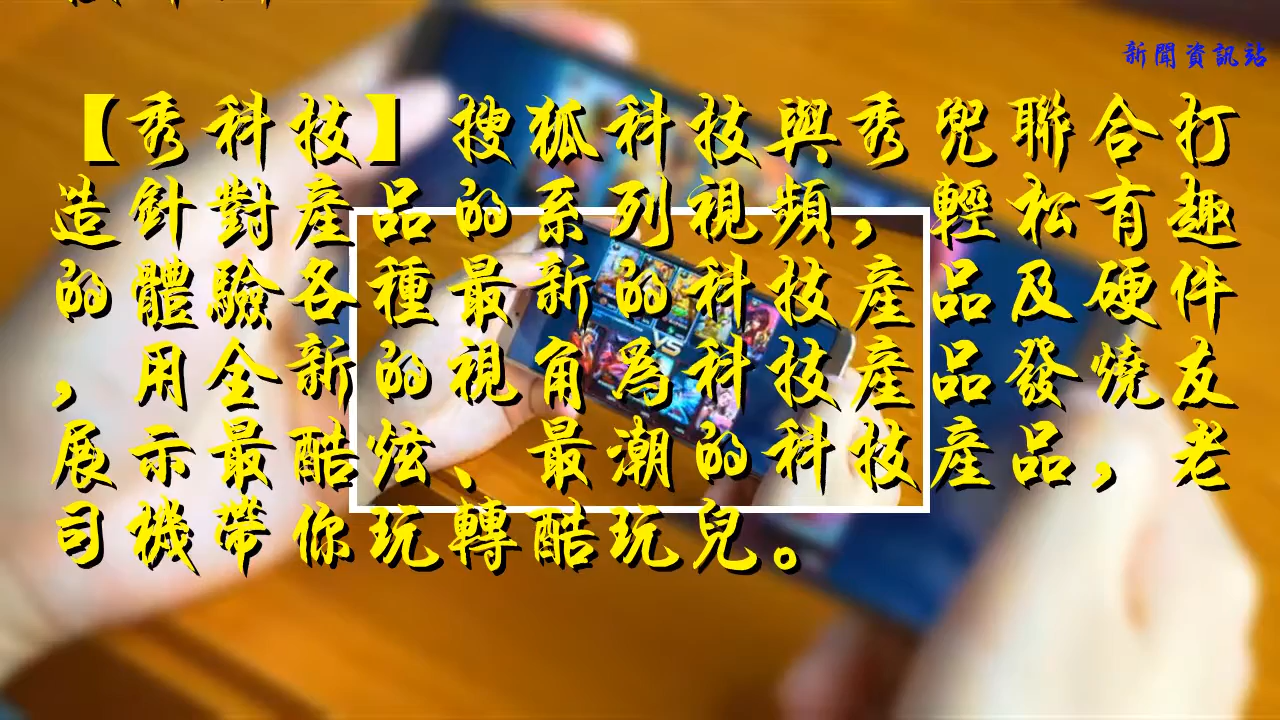 新聞資訊站
【秀科技】搜狐科技與秀兜聯合打
造針對產品的系列視頻，輕松有趣
的體驗各種最新的科技產品及硬件
，用全新的視角為科技產品發燒友
展示最酷炫、最潮的科技產品，老
司機帶你玩轉酷玩兒。
VS